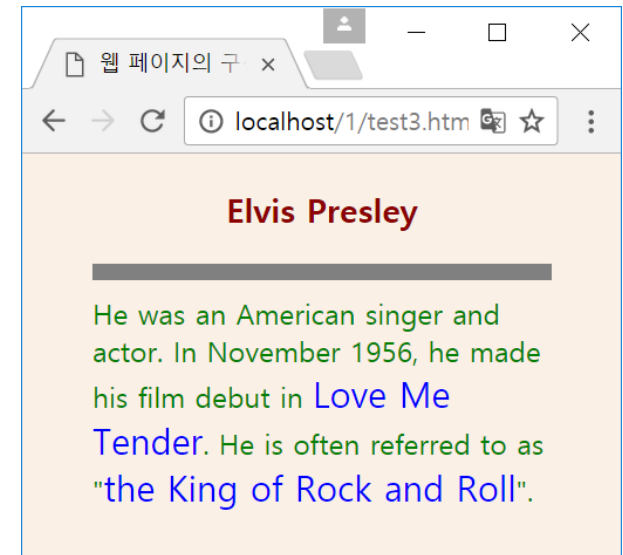 웹 페이지의 구
localhost/1/test3.htm
Elvis Presley
He was an American singer and
actor. In November 1956, he made
his film debut in Love Me
Tender. He is often referred to as
"the King of Rock and Roll".